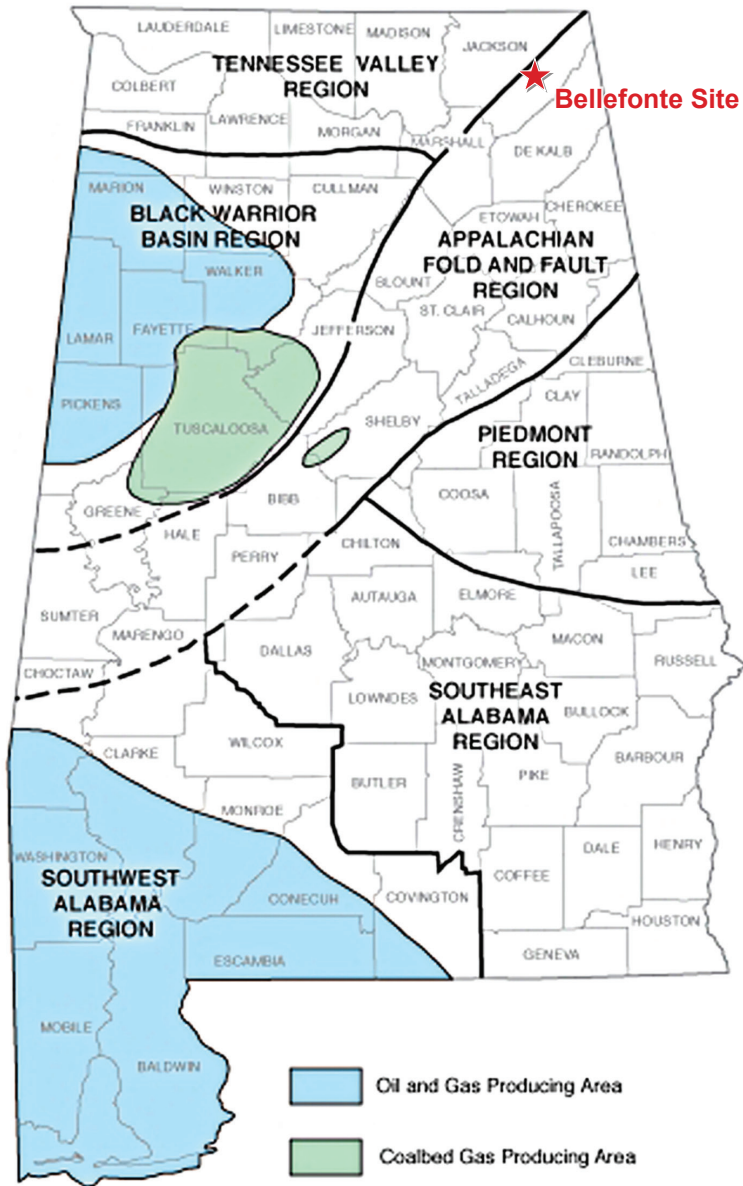 LAUDERDALE
LIMESTONE
MADISON
JACKSON
TENNESSEE VALLEY
REGION
COLBERT
Bellefonte Site
FRANKLIN
LAWRENCE
MORGAN
MARSHALL
DE KALB
MARION
WINSTON
CULLMAN
CHEROKEE
ETOWAH
BLACK WARRIOR
BASIN REGION
APPALACHIAN
FOLD AND FAULT
REGION
WALKER
BLOUNT
ST. CLAIR
CALHOUN
LAMAR
FAYETTE
JEFFERSON
CLEBURNE
TALLADEGA
PICKENS
TUSCALOOSA
SHELBY
CLAY
PIEDMONT
REGION
RANDOLPH
BIBB
COOSA
TALLAPOOSA
GREENE
HALE
CHILTON
CHAMBERS
PERRY
LEE
AUTAUGA
ELMORE
SUMTER
MARENGO
DALLAS
MACON
CHOCTAW
MONTGOMERY
RUSSELL
LOWNDES
SOUTHEAST
ALABAMA
REGION
BULLOCK
CLARKE
WILCOX
BUTLER
CRENSHAW
PIKE
BARBOUR
MONROE
WASHINGTON
SOUTHWEST
ALABAMA
REGION
CONECUH
COVINGTON
COFFEE
DALE
HENRY
HOUSTON
ESCAMBIA
GENEVA
MOBILE
BALDWIN
Oil and Gas Producing Area
Coalbed Gas Producing Area